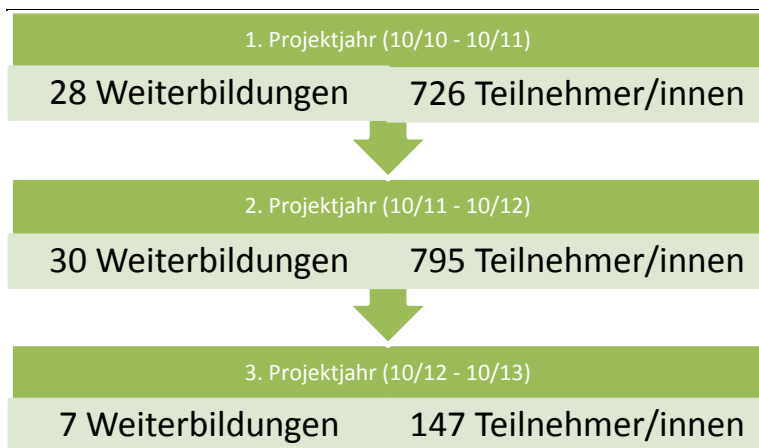 1. Projektjahr (10/10 - 10/11)
28 Weiterbildungen 726 Teilnehmer/innen
2. Projektjahr (10/11 - 10/12)
30 Weiterbildungen 795 Teilnehmer/innen
3. Projektjahr (10/12 - 10/13)
7 Weiterbildungen 147 Teilnehmer/innen